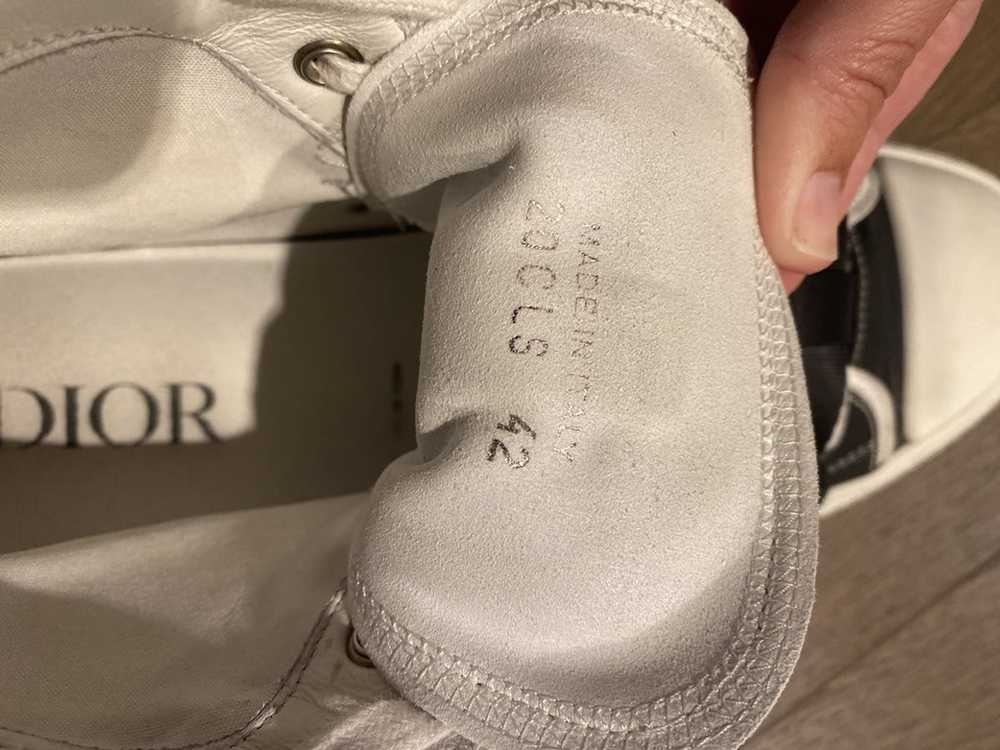 DIOR
MADE IN ITALY
20CLS 42